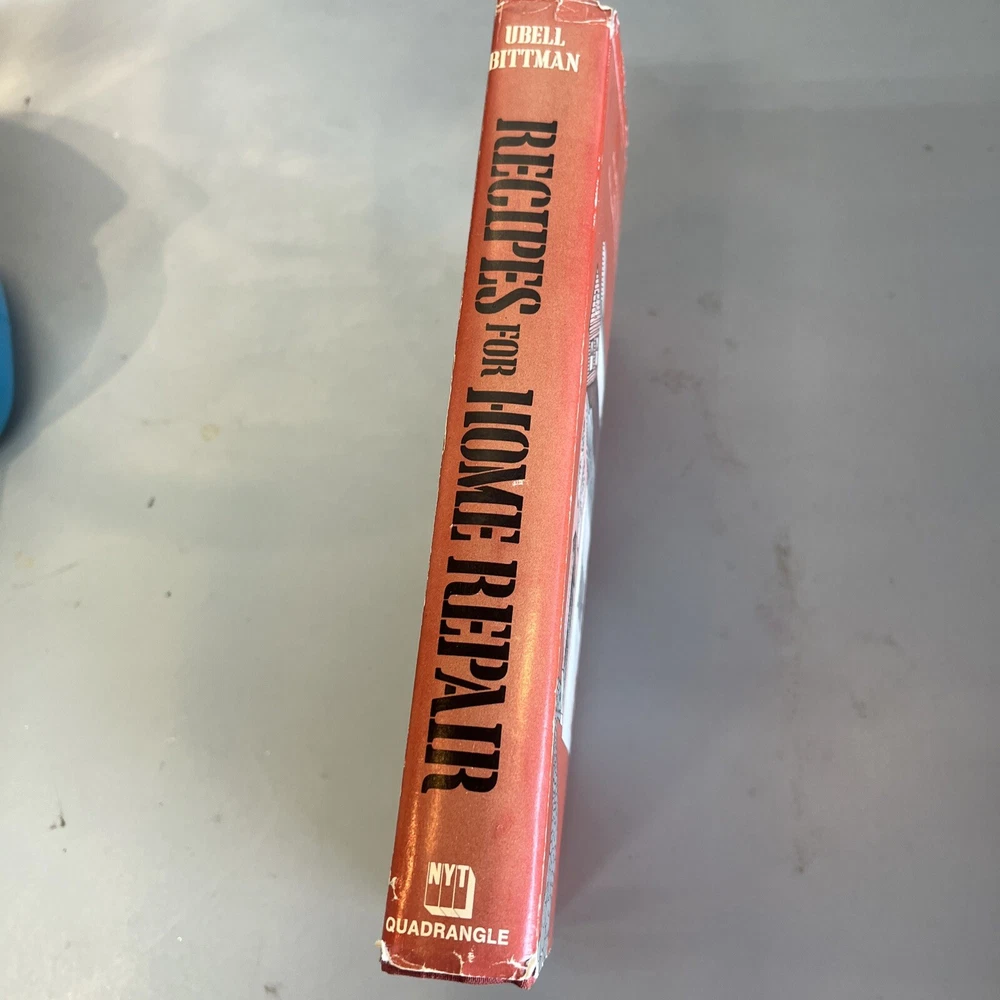 UBELL
BITTMAN
RECIPES FOR HOME REPAIR
NYT
QUADRANGLE